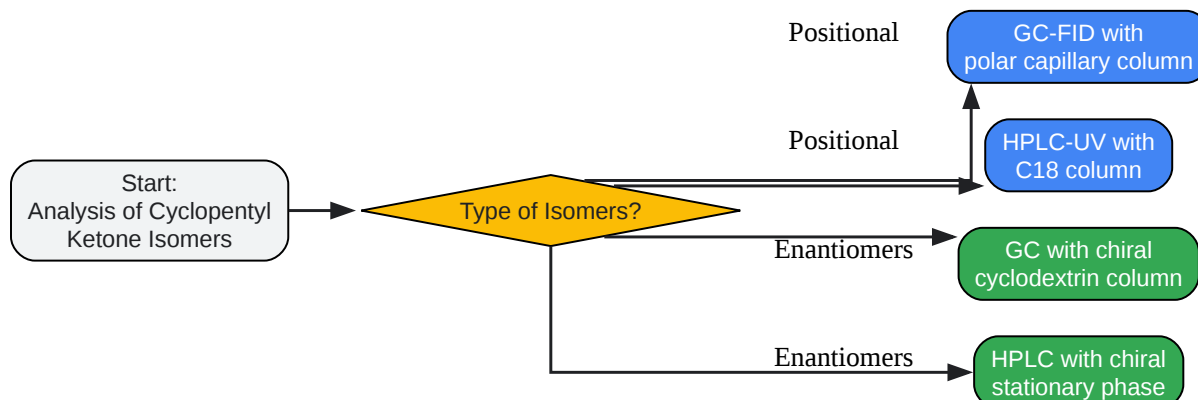 Positional
GC-FID with
polar capillary column
Positional
HPLC-UV with
C18 column
Start:
Analysis of Cyclopentyl
Ketone Isomers
Type of Isomers?
Enantiomers
GC with chiral
cyclodextrin column
Enantiomers
HPLC with chiral
stationary phase